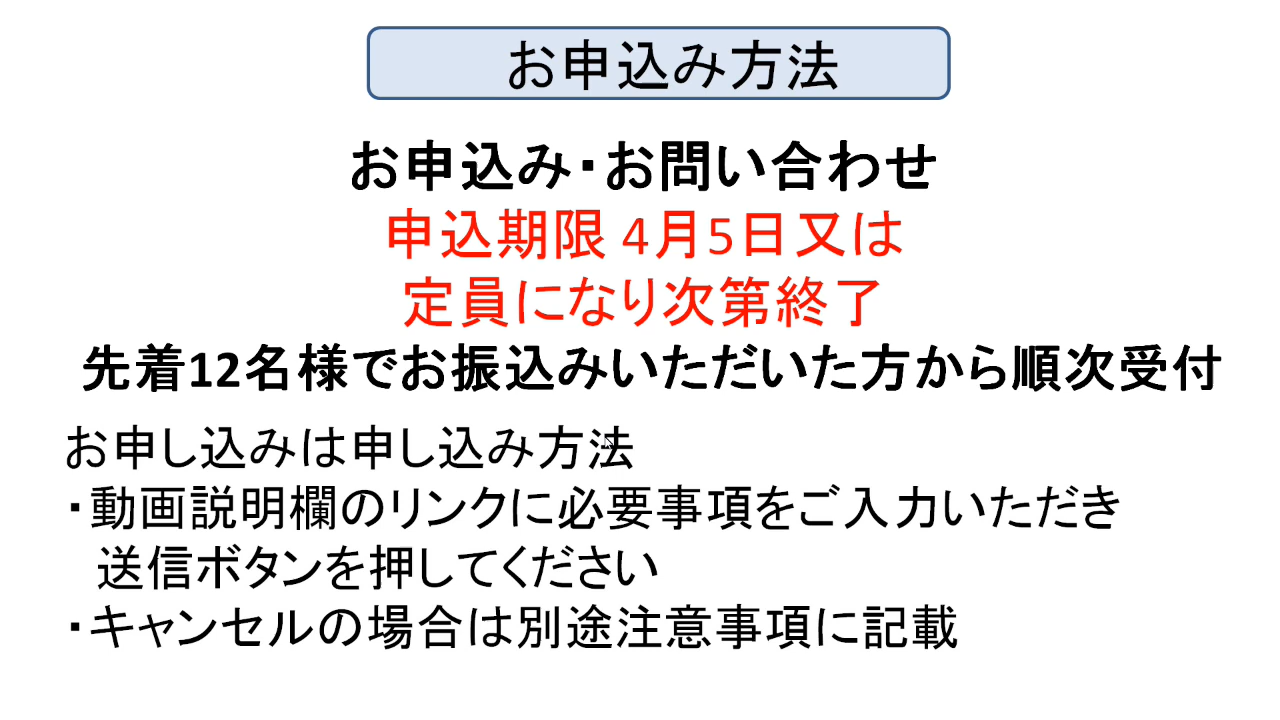 お申込み方法
お申込み・お問い合わせ
申込期限 4月5日又は
定員になり次第終了
先着12名様でお振込みいただいた方から順次受付
お申し込みは申し込み方法
・動画説明欄のリンクに必要事項をご入力いただき
送信ボタンを押してください
・キャンセルの場合は別途注意事項に記載